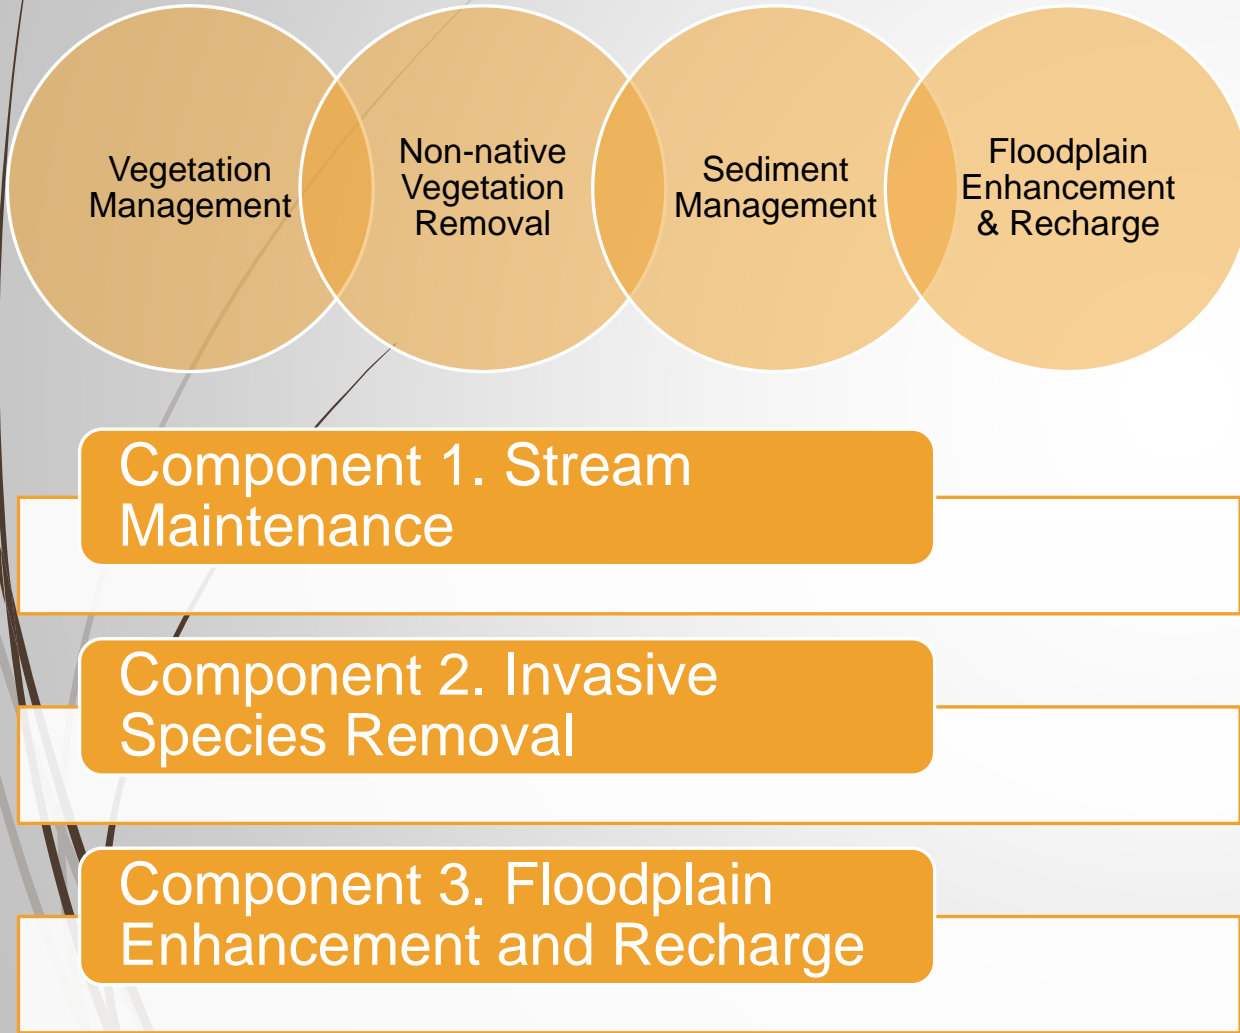 Vegetation
Management
Non-native
Vegetation
Removal
Sediment
Management
Floodplain
Enhancement
& Recharge
Component 1. Stream
Maintenance
Component 2. Invasive
Species Removal
Component 3. Floodplain
Enhancement and Recharge